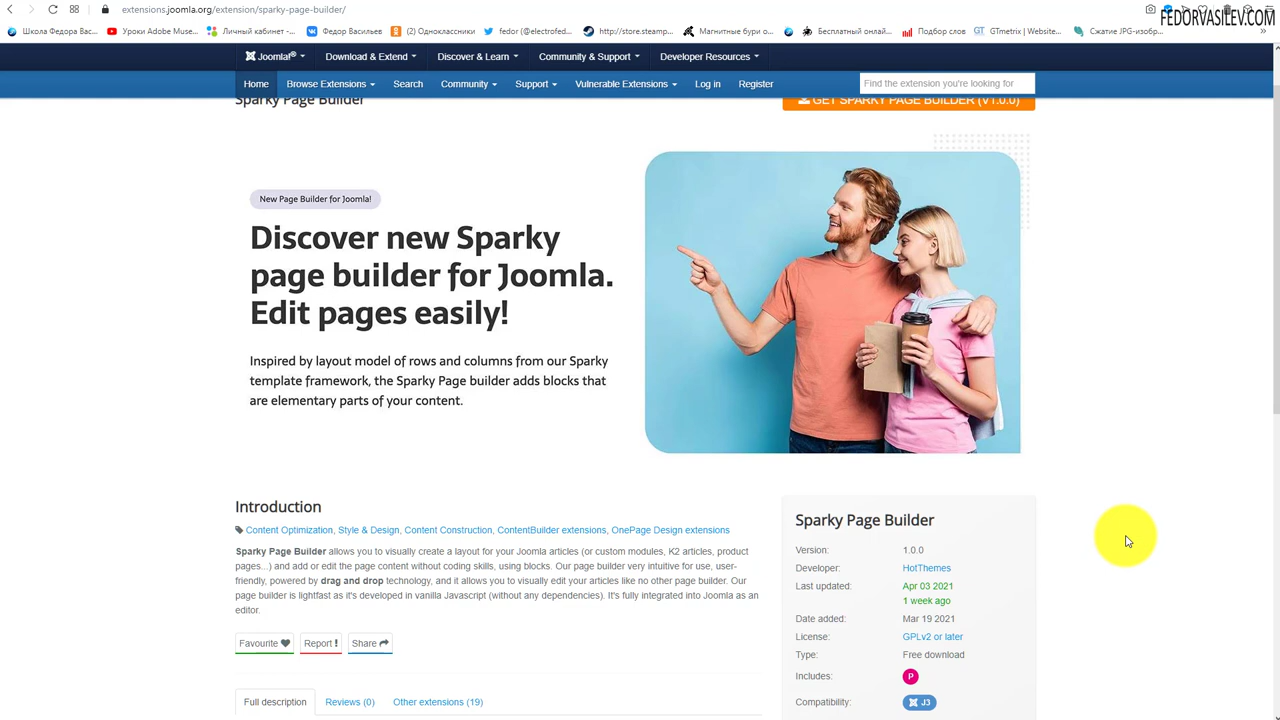 extensions.joomla.org/extension/sparky-page-builder/
FEDORVASILEV.COM
Школа Федора Вас...
Уроки Adobe Muse...
Личный кабинет -...
Федор Васильев
(2) Одноклассники
fedor (@electrofed...
http://store.steamp...
Магнитные бури о...
Бесплатный онлай...
Подбор слов
GTmetrix | Website...
Сжатие JPG-изобр...
Joomla!®
Download & Extend
Discover & Learn
Community & Support
Developer Resources
Home
Browse Extensions
Search
Community
Support
Vulnerable Extensions
Log in
Register
Find the extension you're looking for
Sparky Page Builder
GET SPARKY PAGE BUILDER (V1.0.0)
New Page Builder for Joomla!
Discover new Sparky
page builder for Joomla.
Edit pages easily!
Inspired by layout model of rows and columns from our Sparky
template framework, the Sparky Page builder adds blocks that
are elementary parts of your content.
Introduction
Content Optimization, Style & Design, Content Construction, ContentBuilder extensions, OnePage Design extensions
Sparky Page Builder allows you to visually create a layout for your Joomla articles (or custom modules, K2 articles, product
pages...) and add or edit the page content without coding skills, using blocks. Our page builder very intuitive for use, user-
friendly, powered by drag and drop technology, and it allows you to visually edit your articles like no other page builder. Our
page builder is lightfast as it's developed in vanilla Javascript (without any dependencies). It's fully integrated into Joomla as an
editor.
Favourite
Report !
Share
Full description
Reviews (0)
Other extensions (19)
Sparky Page Builder
Version: 1.0.0
Developer: HotThemes
Last updated: Apr 03 2021
1 week ago
Date added: Mar 19 2021
License: GPLv2 or later
Type: Free download
Includes: P
Compatibility: J3